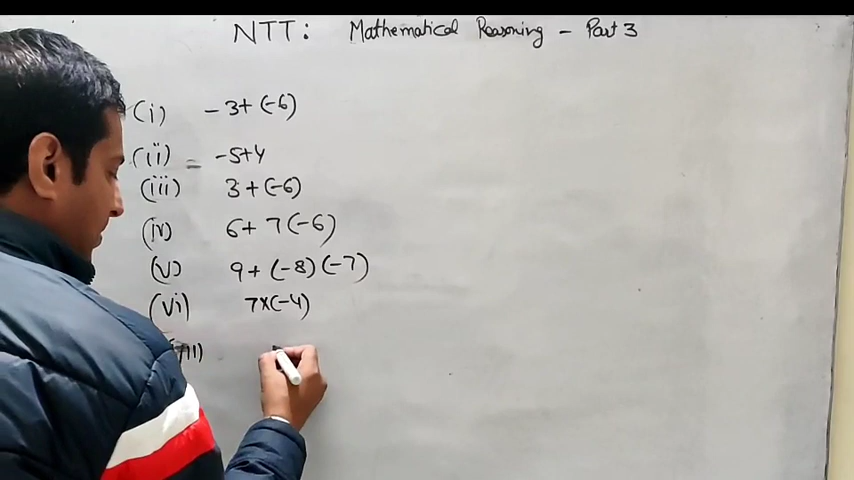 NTT: Mathematical Reasoning - Part 3
(i) -3+(-6)
(ii) = -5+4
(iii) 3+(-6)
(iv) 6+7(-6)
(v) 9+(-8)(-7)
(vi) 7×(-4)